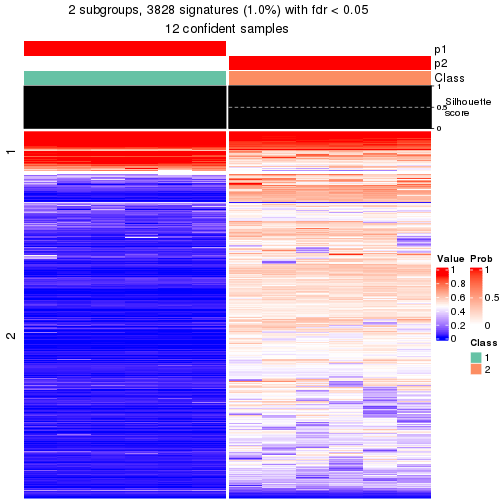 2 subgroups, 3828 signatures (1.0%) with fdr < 0.05
12 confident samples
p1
p2
Class
1
0.5
0
Silhouette
score
1
2
Value
1
0.8
0.6
0.4
0.2
0
Prob
1
0.5
0
Class
1
2